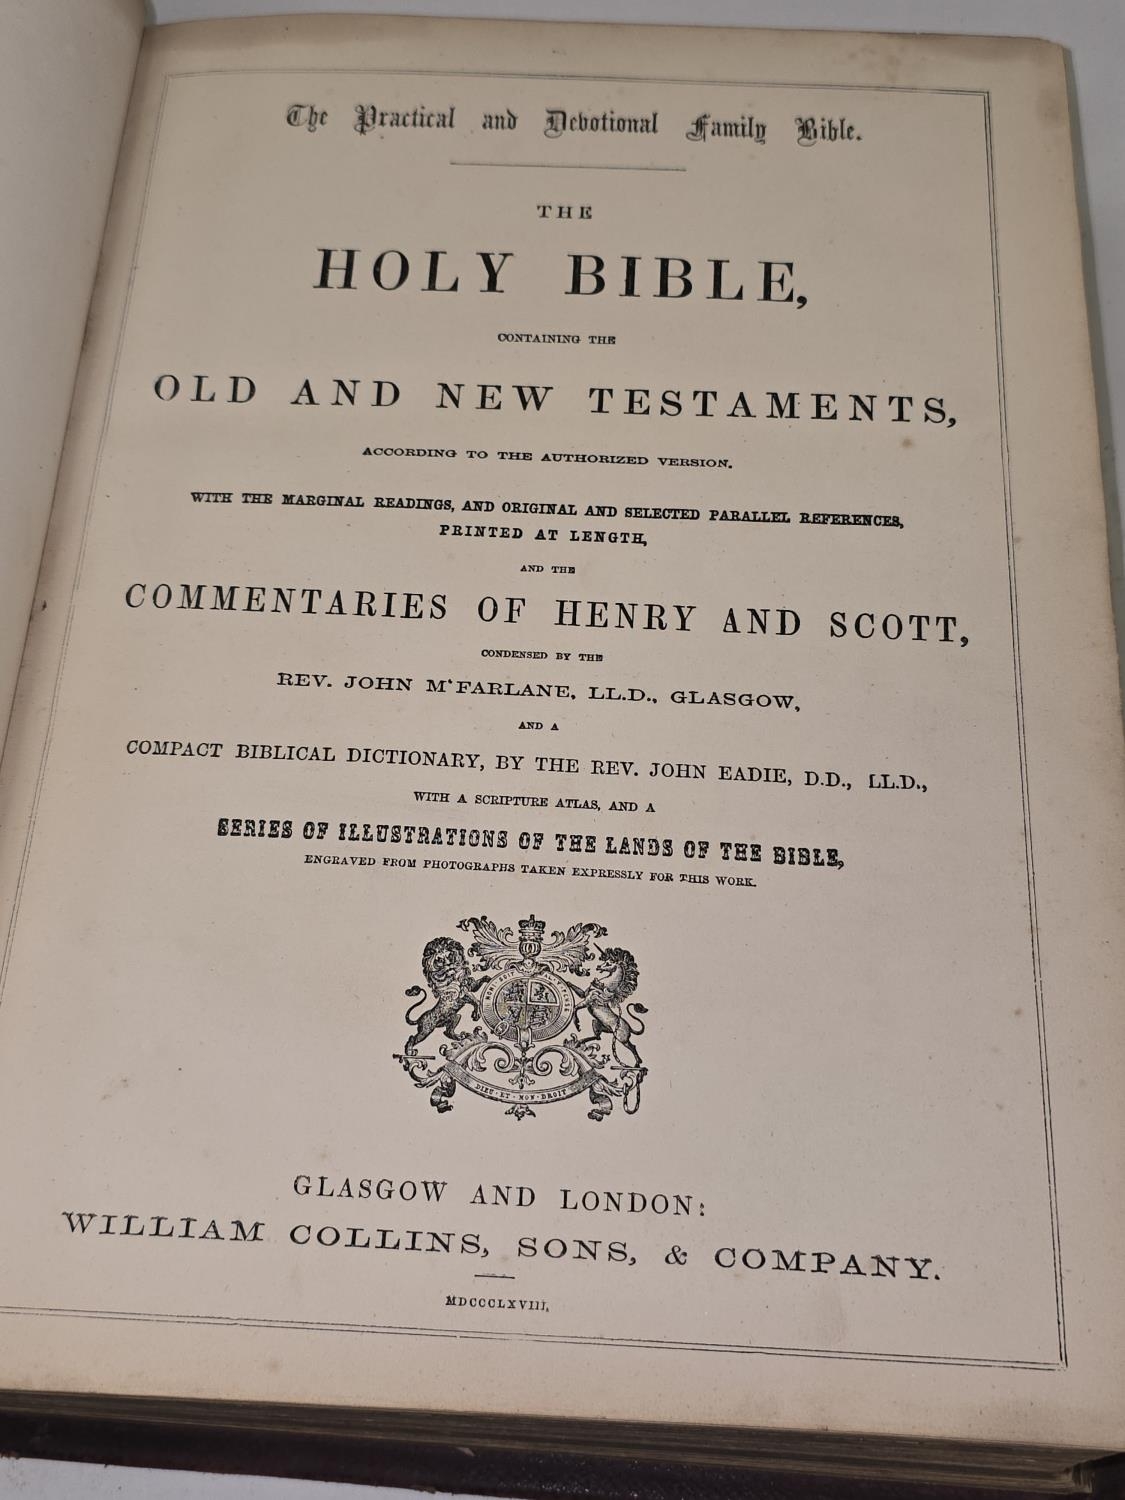 The Practical and Devotional Family Bible.
THE
HOLY BIBLE,
CONTAINING THE
OLD AND NEW TESTAMENTS,
ACCORDING TO THE AUTHORIZED VERSION.
WITH THE MARGINAL READINGS, AND ORIGINAL AND SELECTED PARALLEL REFERENCES,
PRINTED AT LENGTH,
AND THE
COMMENTARIES OF HENRY AND SCOTT,
CONDENSED BY THE
REV. JOHN M‘FARLANE, LL.D., GLASGOW,
AND A
COMPACT BIBLICAL DICTIONARY, BY THE REV. JOHN EADIE, D.D., LL.D.,
WITH A SCRIPTURE ATLAS, AND A
SERIES OF ILLUSTRATIONS OF THE LANDS OF THE BIBLE,
ENGRAVED FROM PHOTOGRAPHS TAKEN EXPRESSLY FOR THIS WORK.
DIEU · ET · MON · DROIT
GLASGOW AND LONDON:
WILLIAM COLLINS, SONS, & COMPANY.
MDCCCLXVIII.